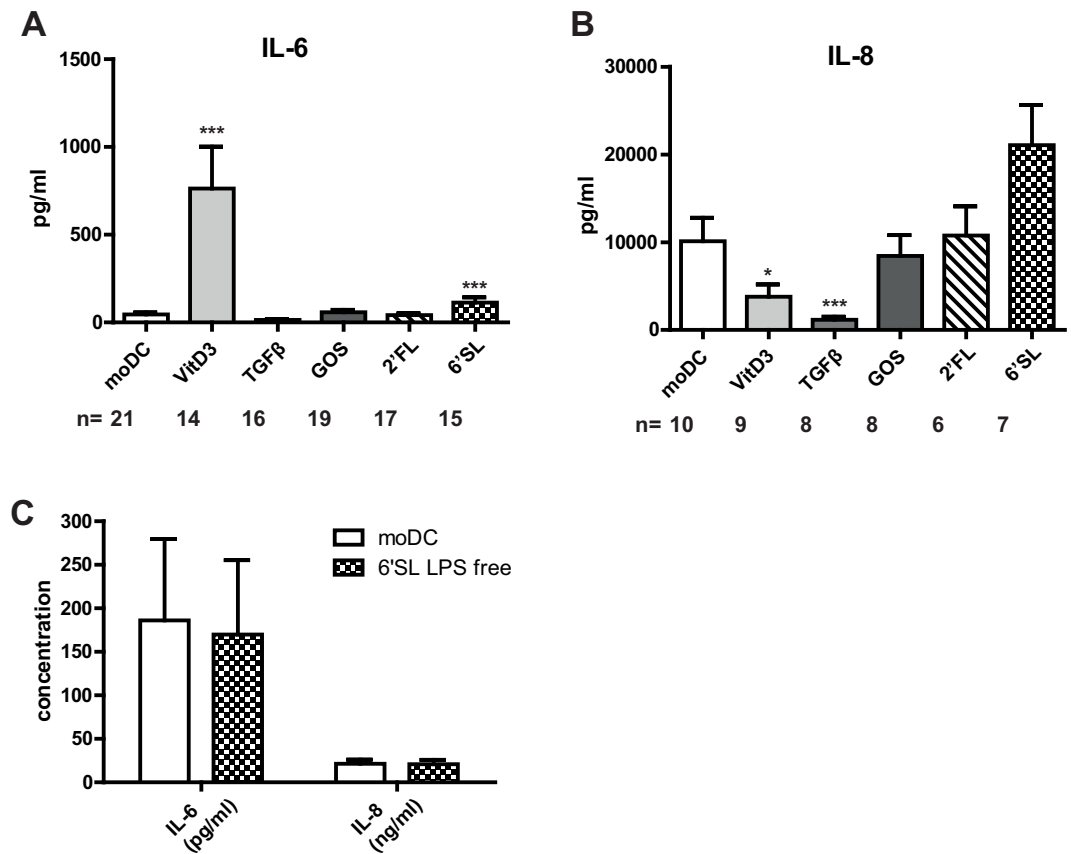 A
IL-6
1500
1000
500
0
pg/ml
***
***
moDC
VitD3
TGFβ
GOS
2'FL
6'SL
n= 21 14 16 19 17 15
B
IL-8
30000
20000
10000
0
pg/ml
*
***
moDC
VitD3
TGFβ
GOS
2'FL
6'SL
n= 10 9 8 8 6 7
C
300
250
200
150
100
50
0
concentration
moDC
6'SL LPS free
IL-6
(pg/ml)
IL-8
(ng/ml)